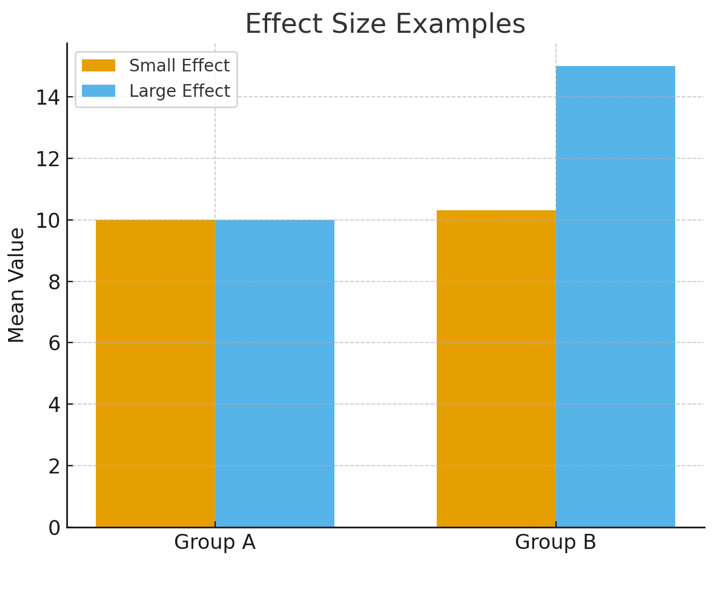 Effect Size Examples
Small Effect
Large Effect
Mean Value
14
12
10
8
6
4
2
0
Group A
Group B